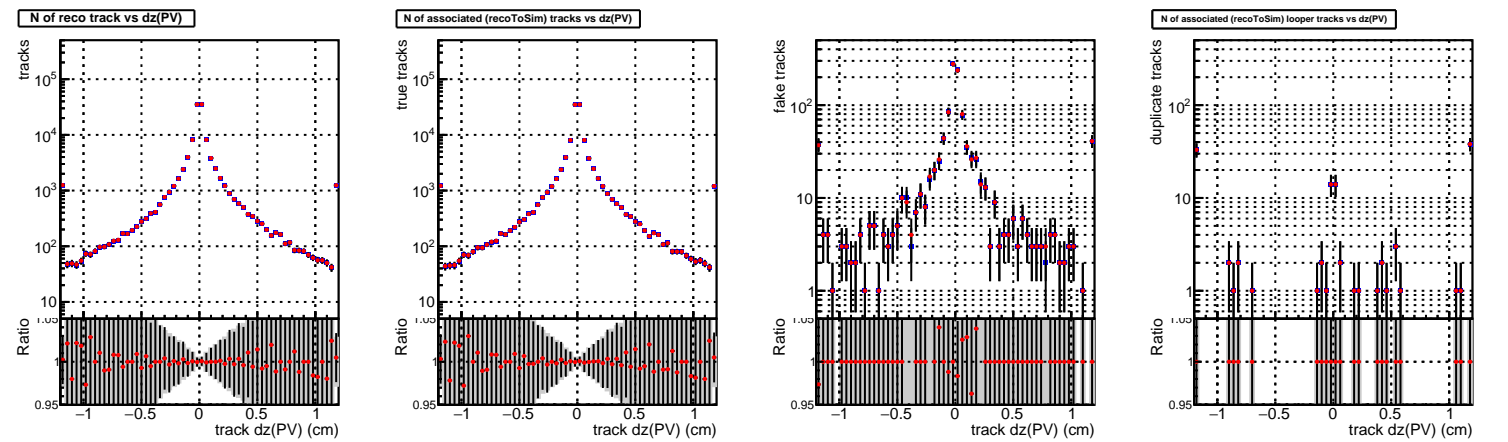 N of reco track vs dz(PV)
tracks
10^5
10^4
10^3
10^2
10
1.05
Ratio
1
0.95
−1 −0.5 0 0.5 1
track dz(PV) (cm)
N of associated (recoToSim) tracks vs dz(PV)
true tracks
10^5
10^4
10^3
10^2
10
1.05
Ratio
1
0.95
−1 −0.5 0 0.5 1
track dz(PV) (cm)
fake tracks
10^2
10
1
1.05
Ratio
1
0.95
−1 −0.5 0 0.5 1
track dz(PV) (cm)
N of associated (recoToSim) looper tracks vs dz(PV)
duplicate tracks
10^2
10
1
1.05
Ratio
1
0.95
−1 −0.5 0 0.5 1
track dz(PV) (cm)